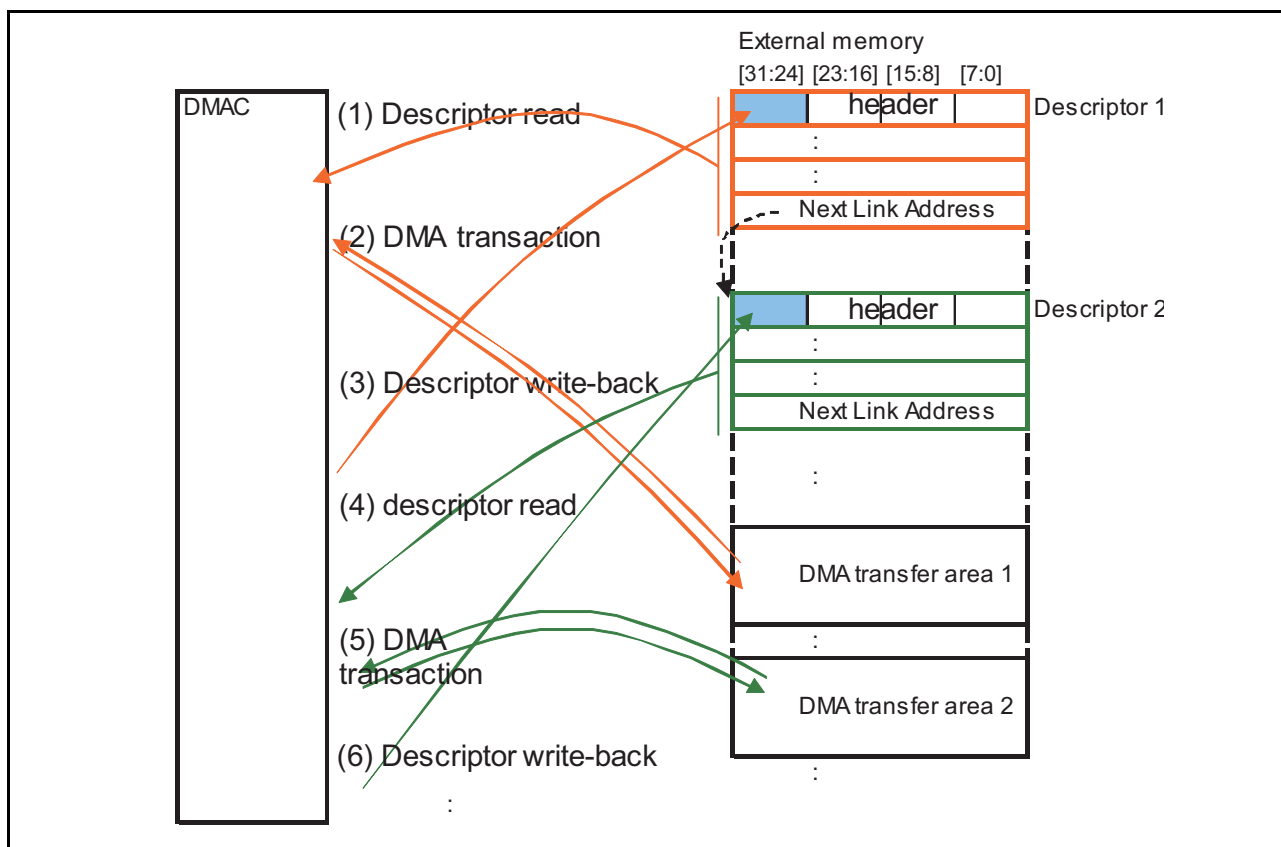 External memory
[31:24] [23:16] [15:8] [7:0]
DMAC
(1) Descriptor read
header
Descriptor 1
:
:
Next Link Address
(2) DMA transaction
header
Descriptor 2
:
(3) Descriptor write-back
:
Next Link Address
:
(4) descriptor read
DMA transfer area 1
(5) DMA
transaction
:
DMA transfer area 2
(6) Descriptor write-back
:
: